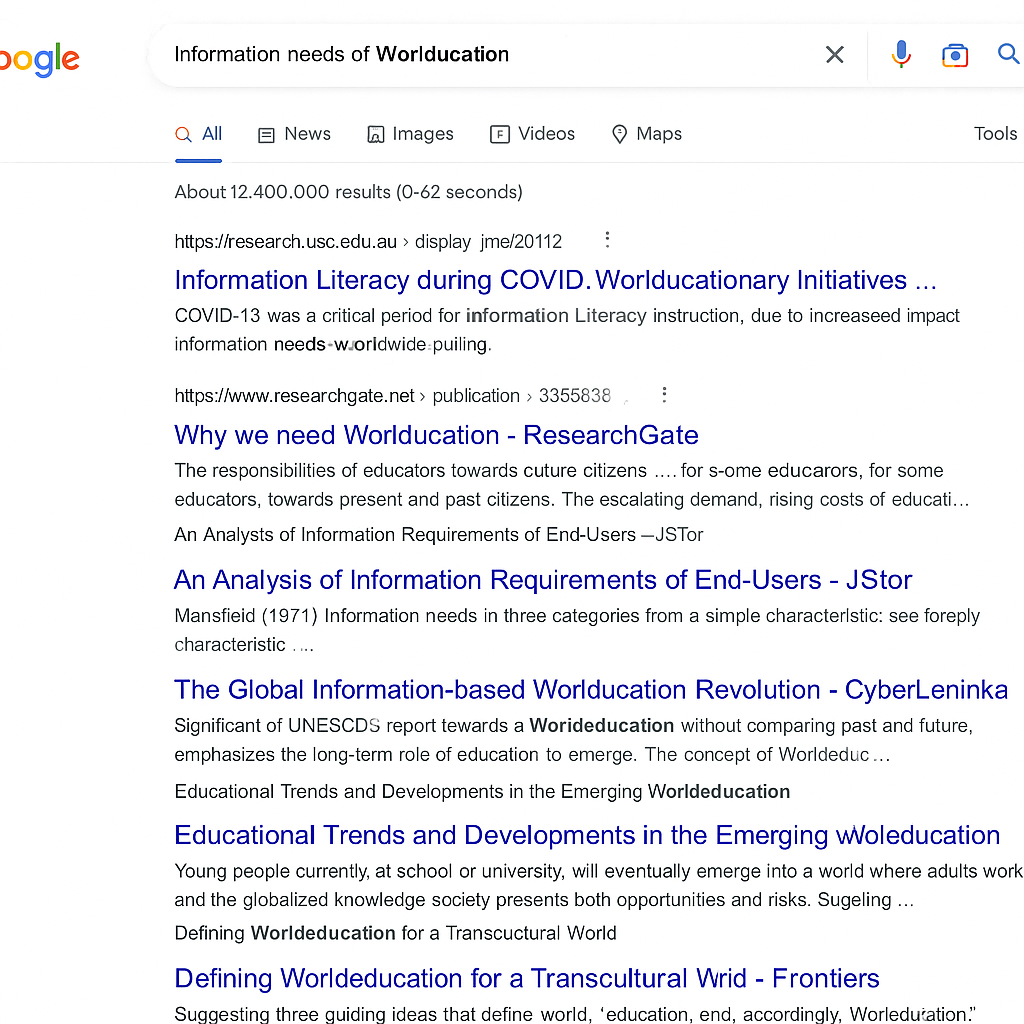 oogle
Information needs of Worlducation
All News Images Videos Maps Tools
About 12.400.000 results (0-62 seconds)
https://research.usc.edu.au › display jme/20112
Information Literacy during COVID. Worlducationary Initiatives ...
COVID-13 was a critical period for information Literacy instruction, due to increaseed impact
information needs-worldwide puiling.
https://www.researchgate.net › publication › 3355838
Why we need Worlducation - ResearchGate
The responsibilities of educators towards cuture citizens .... for s-ome educarors, for some
educators, towards present and past citizens. The escalating demand, rising costs of educati...
An Analysts of Information Requirements of End-Users —JSTor
An Analysis of Information Requirements of End-Users - JStor
Mansfieid (1971) Information needs in three categories from a simple characterlstic: see foreply
characteristic ....
The Global Information-based Worlducation Revolution - CyberLeninka
Significant of UNESCDS report tewards a Worideducation without comparing past and future,
emphasizes the long-term role of education to emerge. The concept of Worldeduc...
Educational Trends and Developments in the Emerging Worldeducation
Educational Trends and Developments in the Emerging wWoleducation
Young people currently, at school or university, will eventually emerge into a world where adults work
and the globalized knowledge society presents both opportunities and risks. Sugeling ...
Defining Worldeducation for a Transcuctural World
Defining Worldeducation for a Transcultural Wrid - Frontiers
Suggesting three guiding ideas that define world, ‘education, end, accordingly, Worleducation.”